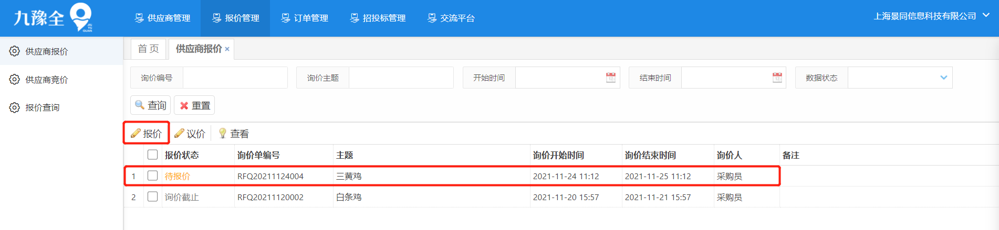 九豫全
JIU
YU
QUAN
供应商管理
报价管理
订单管理
招投标管理
交流平台
上海景同信息科技有限公司
供应商报价
供应商竞价
报价查询
首页
供应商报价 ×
询价编号
询价主题
开始时间
结束时间
数据状态
查询
重置
报价
议价
查看
报价状态 询价单编号 主题 询价开始时间 询价结束时间 询价人 备注
1 待报价 RFQ20211124004 三黄鸡 2021-11-24 11:12 2021-11-25 11:12 采购员
2 询价截止 RFQ20211120002 白条鸡 2021-11-20 15:57 2021-11-21 15:57 采购员